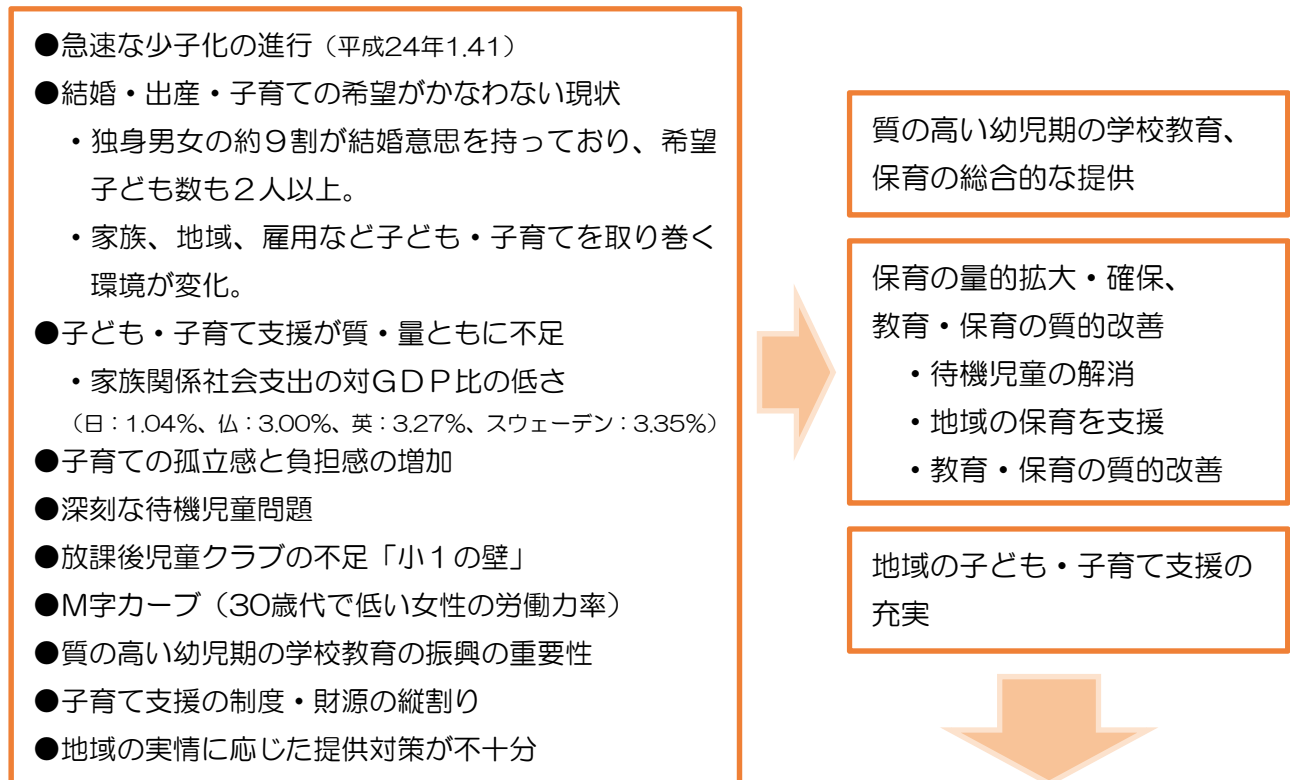 ●急速な少子化の進行（平成24年1.41）
●結婚・出産・子育ての希望がかなわない現状
・独身男女の約９割が結婚意思を持っており、希望
子ども数も２人以上。
・家族、地域、雇用など子ども・子育てを取り巻く
環境が変化。
●子ども・子育て支援が質・量ともに不足
・家族関係社会支出の対ＧＤＰ比の低さ
（日：1.04％、仏：3.00％、英：3.27％、スウェーデン：3.35％）
●子育ての孤立感と負担感の増加
●深刻な待機児童問題
●放課後児童クラブの不足「小１の壁」
●M字カーブ（30歳代で低い女性の労働力率）
●質の高い幼児期の学校教育の振興の重要性
●子育て支援の制度・財源の縦割り
●地域の実情に応じた提供対策が不十分
質の高い幼児期の学校教育、
保育の総合的な提供
保育の量的拡大・確保、
教育・保育の質的改善
・待機児童の解消
・地域の保育を支援
・教育・保育の質的改善
地域の子ども・子育て支援の
充実